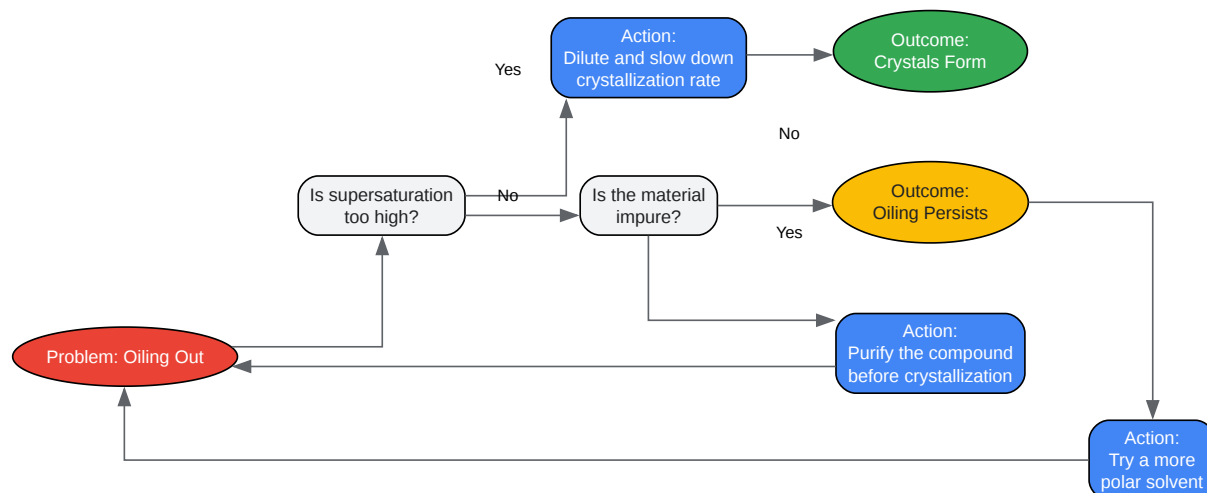 Action:
Dilute and slow down
crystallization rate
Outcome:
Crystals Form
Yes
No
Is supersaturation
too high?
No
Is the material
impure?
Outcome:
Oiling Persists
Yes
Problem: Oiling Out
Action:
Purify the compound
before crystallization
Action:
Try a more
polar solvent